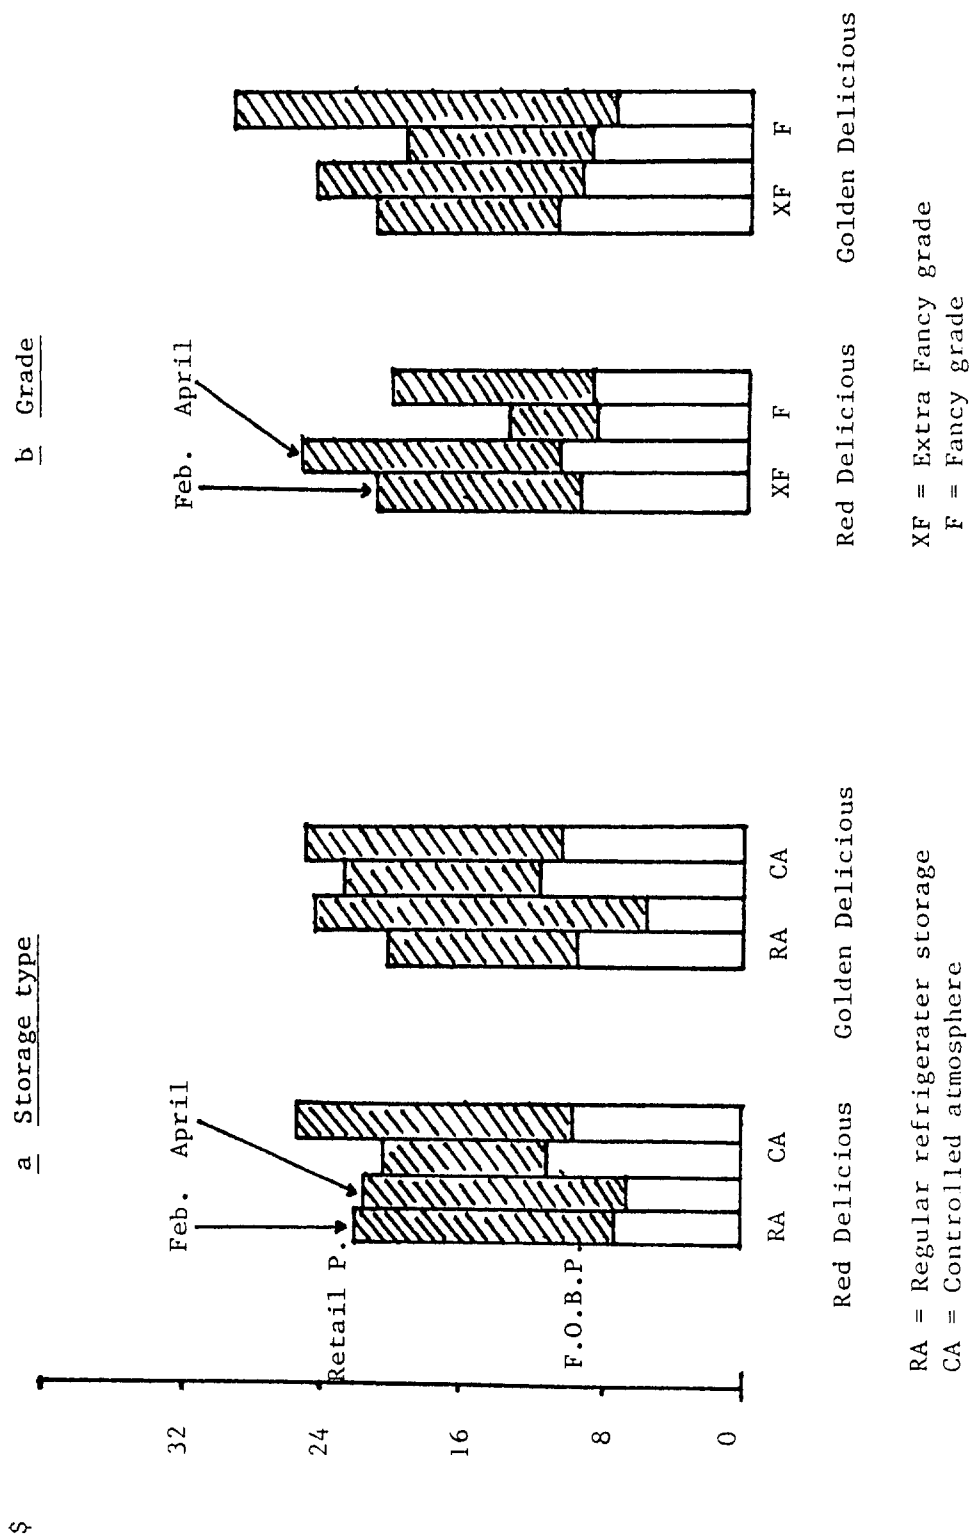 a Storage type
b Grade
$
32
24
16
8
0
Retail P.
F.O.B.P.
Feb. April
RA CA
RA CA
Red Delicious
Golden Delicious
RA = Regular refrigerater storage
CA = Controlled atmosphere
Feb. April
XF F
XF F
Red Delicious
Golden Delicious
XF = Extra Fancy grade
F = Fancy grade